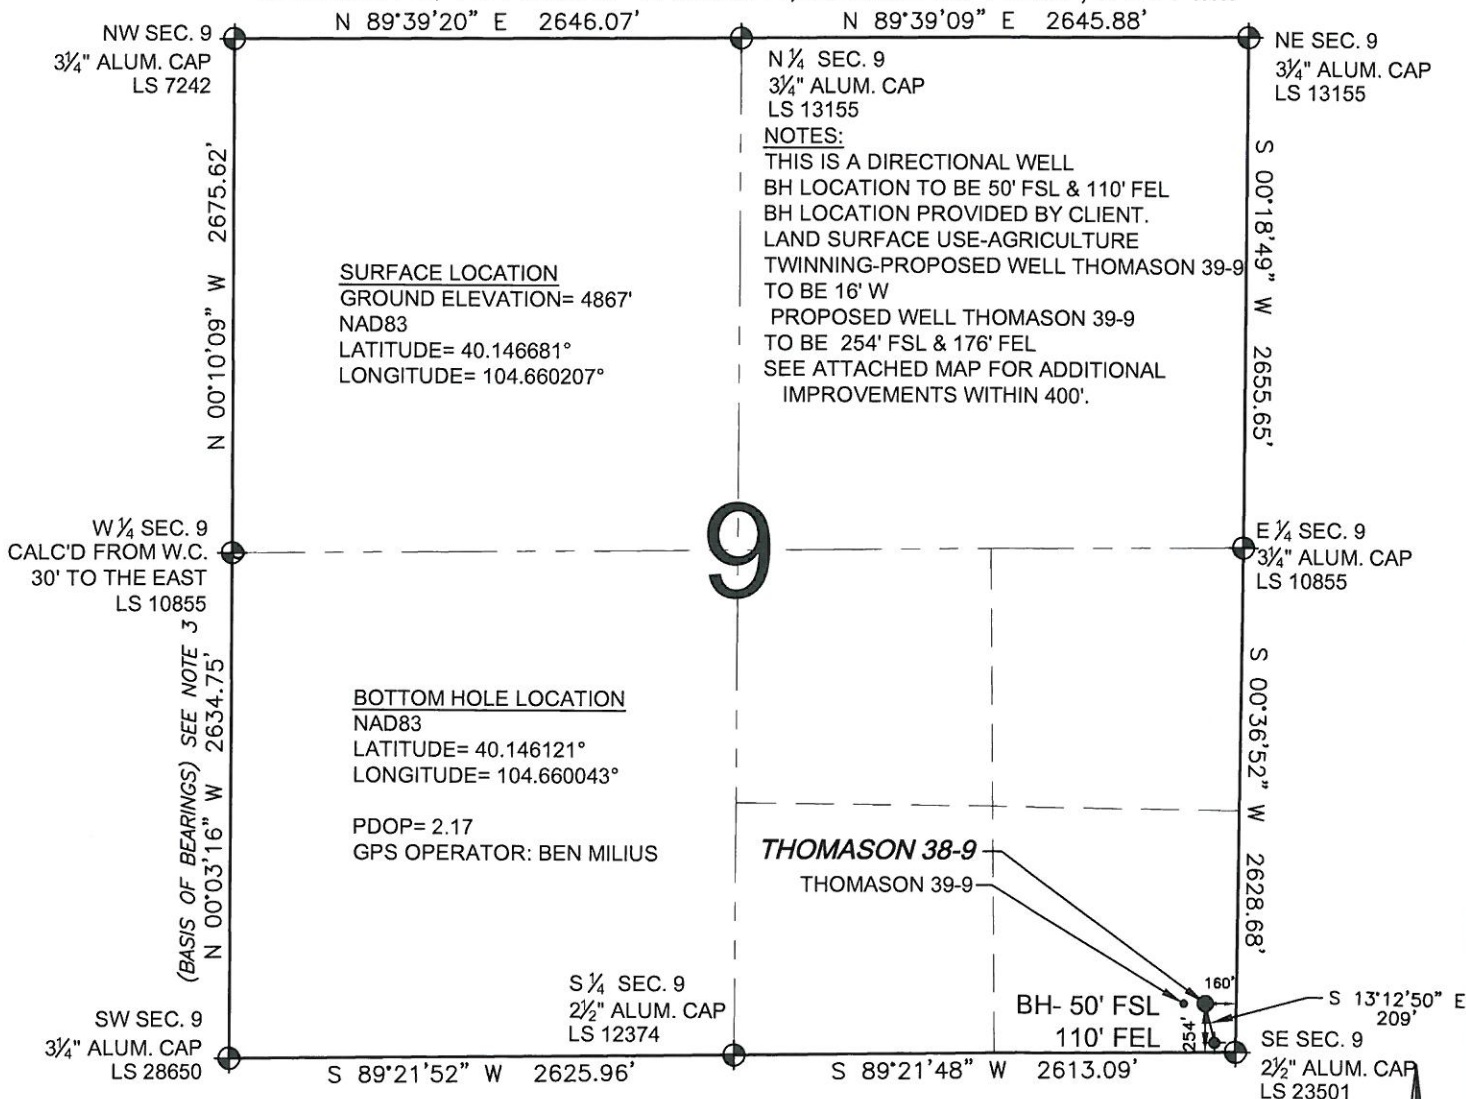 N 89°39'20" E 2646.07'
N 89°39'09" E 2645.88'
NW SEC. 9
3¼" ALUM. CAP
LS 7242
N ¼ SEC. 9
3¼" ALUM. CAP
LS 13155
NE SEC. 9
3¼" ALUM. CAP
LS 13155
NOTES:
THIS IS A DIRECTIONAL WELL
BH LOCATION TO BE 50' FSL & 110' FEL
BH LOCATION PROVIDED BY CLIENT.
LAND SURFACE USE-AGRICULTURE
TWINNING-PROPOSED WELL THOMASON 39-9
TO BE 16' W
PROPOSED WELL THOMASON 39-9
TO BE 254' FSL & 176' FEL
SEE ATTACHED MAP FOR ADDITIONAL
IMPROVEMENTS WITHIN 400'.
N 00°10'09" W 2675.62'
SURFACE LOCATION
GROUND ELEVATION= 4867'
NAD83
LATITUDE= 40.146681°
LONGITUDE= 104.660207°
S 00°18'49" W 2655.65'
W ¼ SEC. 9
CALC'D FROM W.C.
30' TO THE EAST
LS 10855
9
E ¼ SEC. 9
3¼" ALUM. CAP
LS 10855
(BASIS OF BEARINGS) SEE NOTE 3
N 00°03'16" W 2634.75'
BOTTOM HOLE LOCATION
NAD83
LATITUDE= 40.146121°
LONGITUDE= 104.660043°
PDOP= 2.17
GPS OPERATOR: BEN MILIUS
S 00°36'52" W 2628.68'
THOMASON 38-9
THOMASON 39-9
160'
254'
BH- 50' FSL
110' FEL
S 13°12'50" E
209'
SW SEC. 9
3¼" ALUM. CAP
LS 28650
S ¼ SEC. 9
2½" ALUM. CAP
LS 12374
SE SEC. 9
2½" ALUM. CAP
LS 23501
S 89°21'52" W 2625.96'
S 89°21'48" W 2613.09'